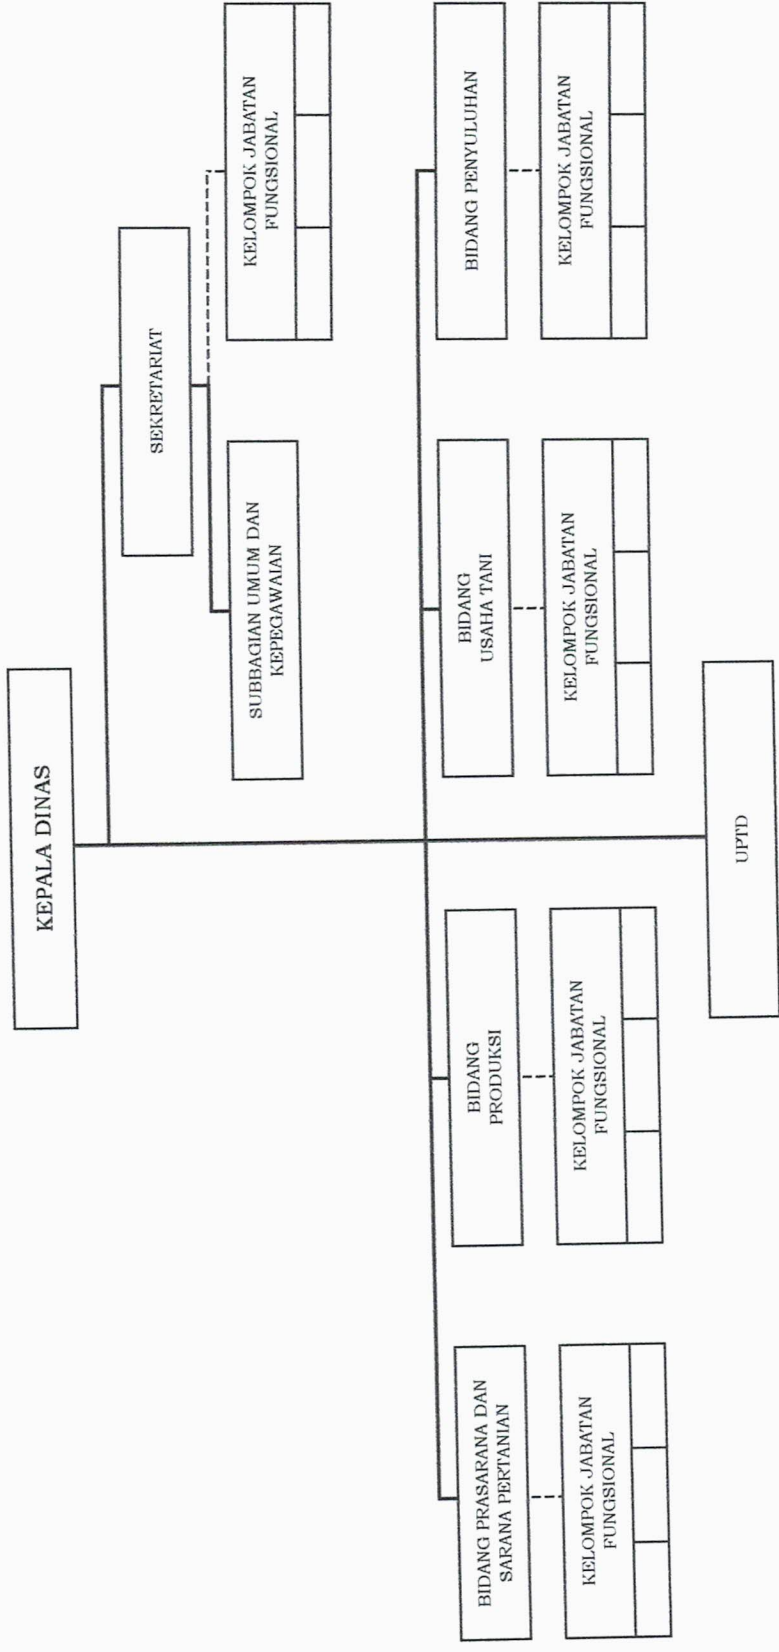 KEPALA DINAS
SEKRETARIAT
SUBBAGIAN UMUM DAN
KEPEGAWAIAN
KELOMPOK JABATAN
FUNGSIONAL
BIDANG PRASARANA DAN
SARANA PERTANIAN
BIDANG
PRODUKSI
BIDANG
USAHA TANI
BIDANG PENYULUHAN
KELOMPOK JABATAN
FUNGSIONAL
KELOMPOK JABATAN
FUNGSIONAL
KELOMPOK JABATAN
FUNGSIONAL
KELOMPOK JABATAN
FUNGSIONAL
UPTD